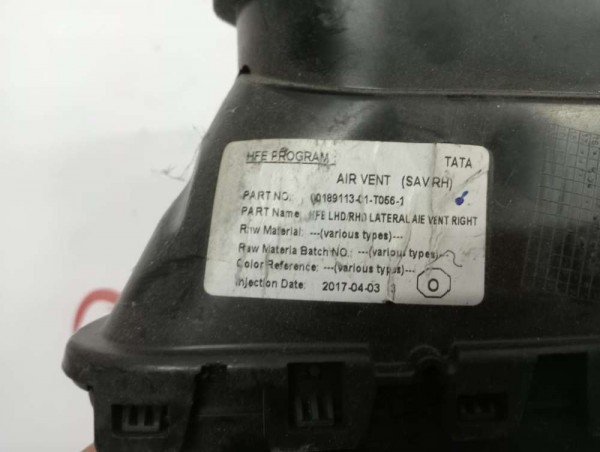 HFE PROGRAM: TATA
AIR VENT (SAV RH)
PART NO. 00189113-01-T056-1
PART Name: HFE LHD/RHD LATERAL AIE VENT RIGHT
Raw Material: ---(various types)---
Raw Materia Batch NO.: ---(various types)---
Color Reference: ---(various types)---
Injection Date: 2017-04-03
O